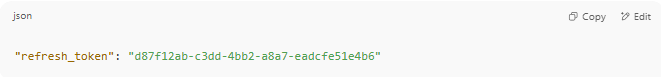 json
Copy
Edit
"refresh_token": "d87f12ab-c3dd-4bb2-a8a7-eadcfe51e4b6"